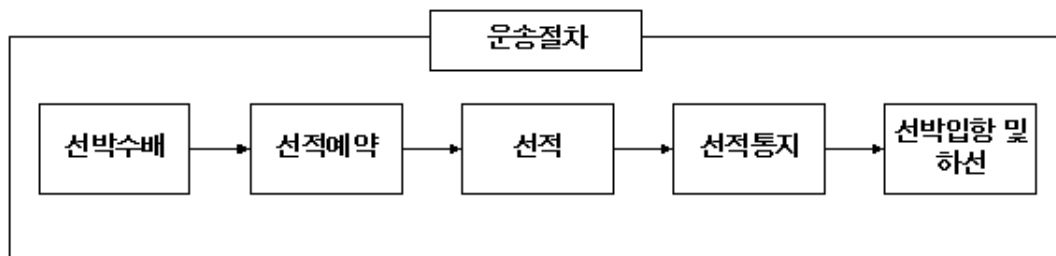 운송절차
선박수배
선적예약
선적
선적통지
선박입항 및
하선